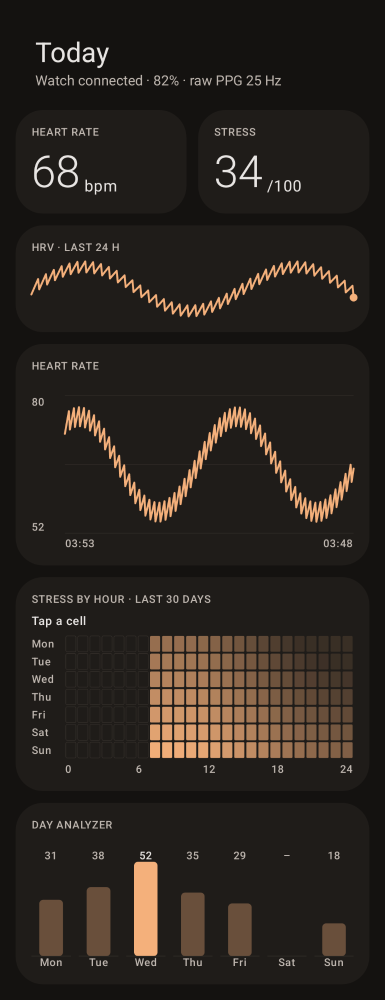 Today
Watch connected · 82% · raw PPG 25 Hz
HEART RATE
68 bpm
STRESS
34 /100
HRV · LAST 24 H
HEART RATE
80
52
03:53 03:48
STRESS BY HOUR · LAST 30 DAYS
Tap a cell
Mon
Tue
Wed
Thu
Fri
Sat
Sun
0 6 12 18 24
DAY ANALYZER
31 38 52 35 29 – 18
Mon Tue Wed Thu Fri Sat Sun